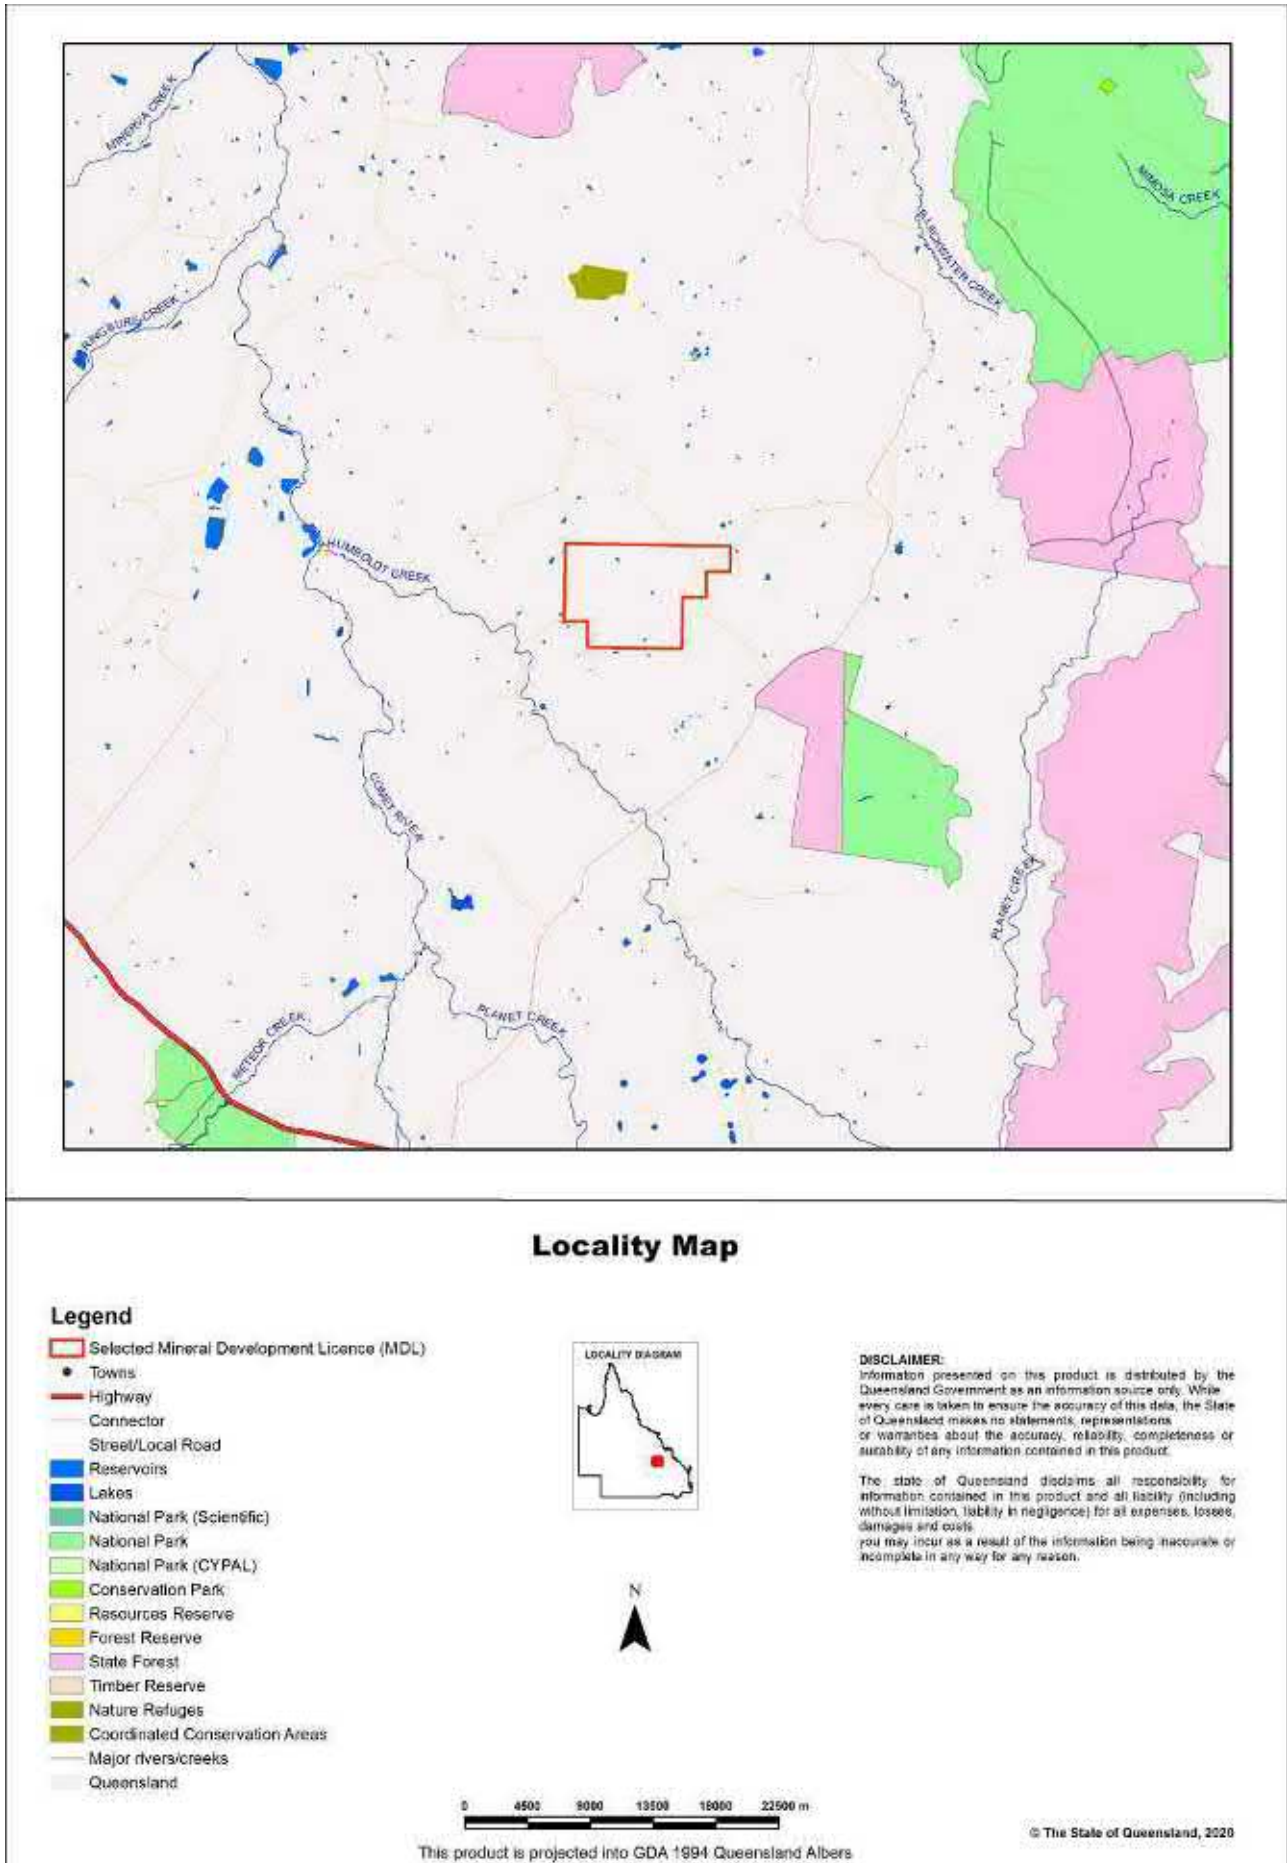 MINERVA CREEK
MIMOSA CREEK
BLACKWATER CREEK
HUMBOLDT CREEK
COMET RIVER
PLANET CREEK
PLANET CREEK
METEOR CREEK
Locality Map
Legend
Selected Mineral Development Licence (MDL)
Towns
Highway
Connector
Street/Local Road
Reservoirs
Lakes
National Park (Scientific)
National Park
National Park (CYPAL)
Conservation Park
Resources Reserve
Forest Reserve
State Forest
Timber Reserve
Nature Refuges
Coordinated Conservation Areas
Major rivers/creeks
Queensland
LOCALITY DIAGRAM
N
0 4500 9000 13500 18000 22500 m
This product is projected into GDA 1994 Queensland Albers
DISCLAIMER:
Information presented on this product is distributed by the
Queensland Government as an information source only. While
every care is taken to ensure the accuracy of this data, the State
of Queensland makes no statements, representations
or warranties about the accuracy, reliability, completeness or
suitability of any information contained in this product.
The state of Queensland disclaims all responsibility for
information contained in this product and all liability (including
without limitation, liability in negligence) for all expenses, losses,
damages and costs
you may incur as a result of the information being inaccurate or
incomplete in any way for any reason.
© The State of Queensland, 2020